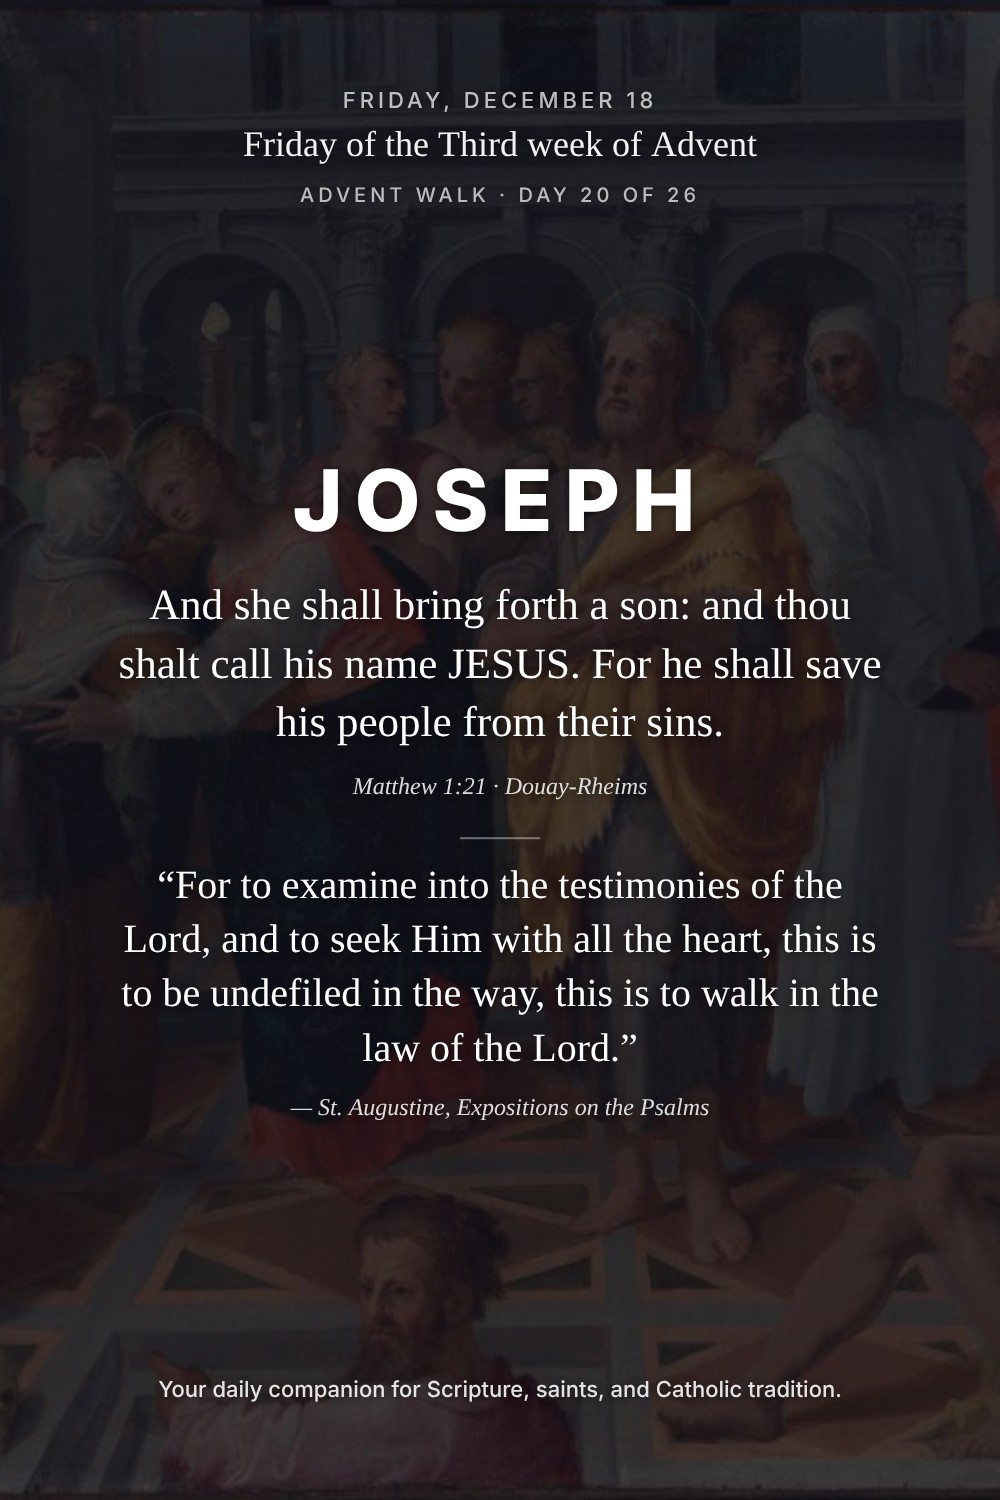 FRIDAY, DECEMBER 18
Friday of the Third week of Advent
ADVENT WALK · DAY 20 OF 26
JOSEPH
And she shall bring forth a son: and thou
shalt call his name JESUS. For he shall save
his people from their sins.
Matthew 1:21 · Douay-Rheims
“For to examine into the testimonies of the
Lord, and to seek Him with all the heart, this is
to be undefiled in the way, this is to walk in the
law of the Lord.”
— St. Augustine, Expositions on the Psalms
Your daily companion for Scripture, saints, and Catholic tradition.